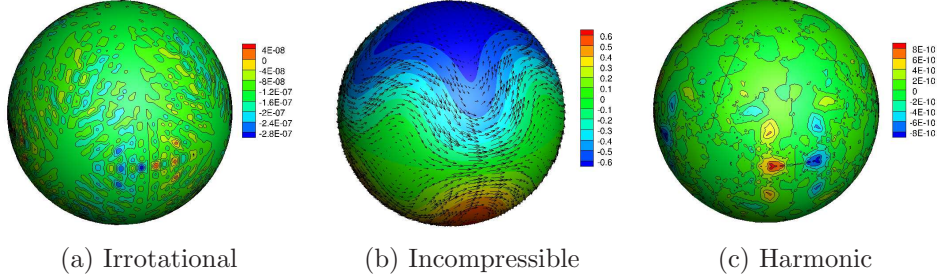 4E-08
0
-4E-08
-8E-08
-1.2E-07
-1.6E-07
-2E-07
-2.4E-07
-2.8E-07
0.6
0.5
0.4
0.3
0.2
0.1
0
-0.1
-0.2
-0.3
-0.4
-0.5
-0.6
8E-10
6E-10
4E-10
2E-10
0
-2E-10
-4E-10
-6E-10
-8E-10
(a) Irrotational
(b) Incompressible
(c) Harmonic